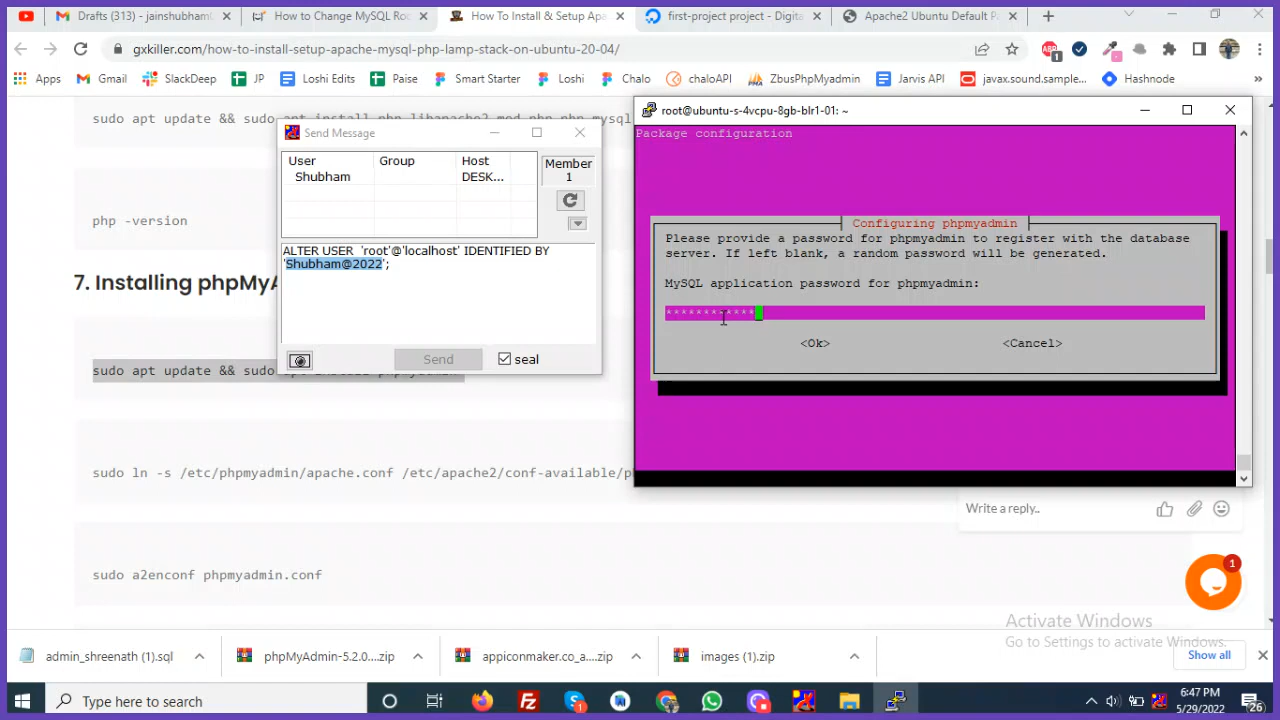 Drafts (13) - jainshubham
How to Change MySQL Roo
How To Install & Setup Apa
first-project project - Digita
Apache2 Ubuntu Default Pa
gxkiller.com/how-to-install-setup-apache-mysql-php-lamp-stack-on-ubuntu-20-04/
Apps
Gmail
SlackDeep
JP
Loshi Edits
Paise
Smart Starter
Loshi
Chalo
chaloAPI
ZbusPhpMyadmin
Jarvis API
javax.sound.sample...
Hashnode
»
sudo apt update && sudo apt install php libapache2-mod-php php-mysql
php -version
7. Installing phpMyA
sudo apt update && sudo apt install phpmyadmin
sudo ln -s /etc/phpmyadmin/apache.conf /etc/apache2/conf-available/p
sudo a2enconf phpmyadmin.conf
Send Message
User
Group
Host
Shubham
DESK...
Member
1
ALTER USER 'root'@'localhost' IDENTIFIED BY
'Shubham@2022';
Send
seal
root@ubuntu-s-4vcpu-8gb-blr1-01: ~
Package configuration
Configuring phpmyadmin
Please provide a password for phpmyadmin to register with the database
server. If left blank, a random password will be generated.
MySQL application password for phpmyadmin:
************
<Ok>
<Cancel>
Write a reply..
1
Activate Windows
Go to Settings to activate Windows.
admin_shreenath (1).sql
phpMyAdmin-5.2.0....zip
images (1).zip
Show all
Type here to search
6:47 PM
5/29/2022
26